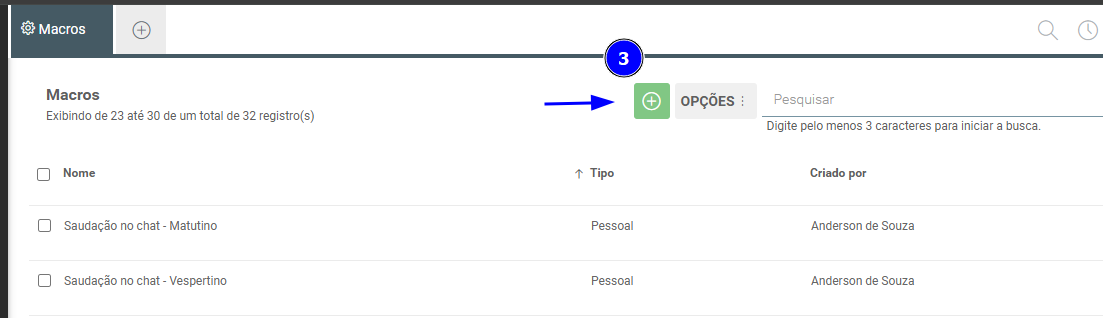 Macros
3
Macros
Exibindo de 23 até 30 de um total de 32 registro(s)
OPÇÕES
Pesquisar
Digite pelo menos 3 caracteres para iniciar a busca.
Nome Tipo Criado por
Saudação no chat - Matutino Pessoal Anderson de Souza
Saudação no chat - Vespertino Pessoal Anderson de Souza